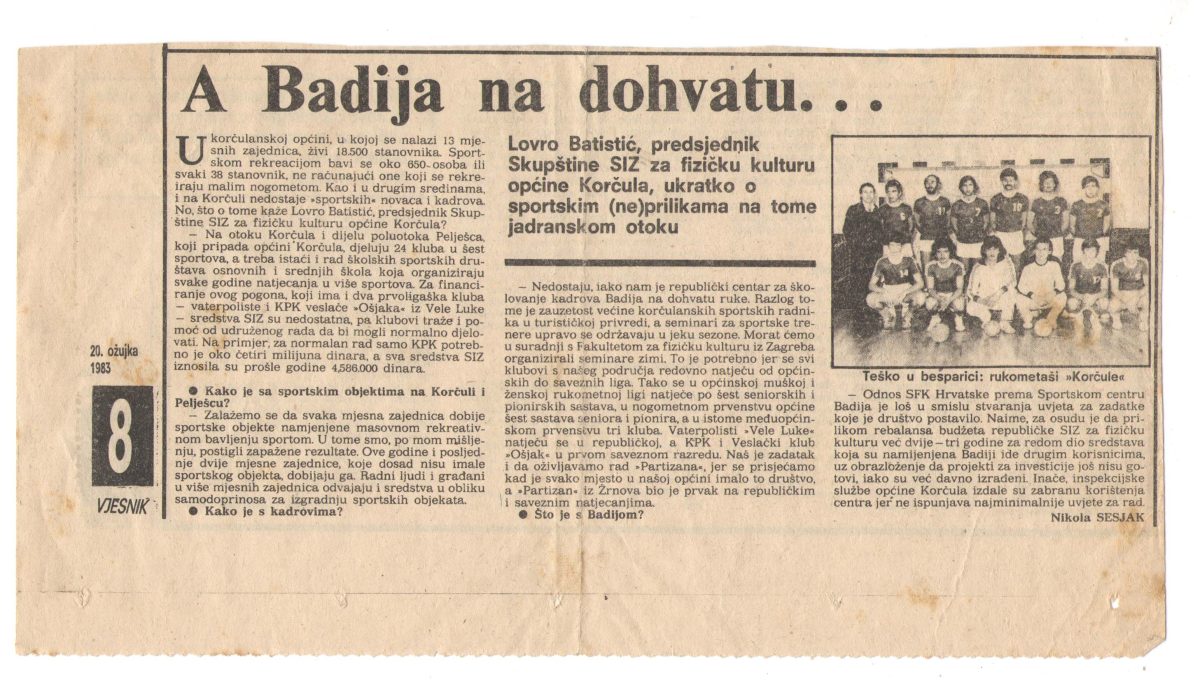 A Badija na dohvatu. . .
U korčulanskoj općini, u kojoj se nalazi 13 mje-
snih zajednica, živi 18.500 stanovnika. Sport-
skom rekreacijom bavi se oko 650 osoba ili
svaki 38 stanovnik, ne računajući one koji se rekre-
iraju malim nogometom. Kao i u drugim sredinama,
i na Korčuli nedostaje »sportskih« novaca i kadrova.
No, što o tome kaže Lovro Batistić, predsjednik Skup-
štine SIZ za fizičku kulturu općine Korčula?
— Na otoku Korčula i dijelu poluotoka Pelješca,
koji pripada općini Korčula, djeluju 24 kluba u šest
sportova, a treba istaći i rad školskih sportskih dru-
štava osnovnih i srednjih škola koja organiziraju
svake godine natjecanja u više sportova. Za financi-
ranje ovog pogona, koji ima i dva prvoligaška kluba
— vaterpoliste i KPK veslače »Ošjaka« iz Vele Luke
— sredstva SIZ su nedostatna, pa klubovi traže i po-
moć od udruženog rada da bi mogli normalno djelo-
vati. Na primjer, za normalan rad samo KPK potreb-
no je oko četiri milijuna dinara, a sva sredstva SIZ
iznosila su prošle godine 4,586.000 dinara.
● Kako je sa sportskim objektima na Korčuli i
Pelješcu?
— Zalažemo se da svaka mjesna zajednica dobije
sportske objekte namjenjene masovnom rekreativ-
nom bavljenju sportom. U tome smo, po mom mišlje-
nju, postigli zapažene rezultate. Ove godine i posljed-
nje dvije mjesne zajednice, koje dosad nisu imale
sportskog objekta, dobijaju ga. Radni ljudi i građani
u više mjesnih zajednica odvajaju i sredstva u obliku
samodoprinosa za izgradnju sportskih objekata.
● Kako je s kadrovima?
Lovro Batistić, predsjednik
Skupštine SIZ za fizičku kulturu
općine Korčula, ukratko o
sportskim (ne)prilikama na tome
jadranskom otoku
— Nedostaju, iako nam je republički centar za ško-
lovanje kadrova Badija na dohvatu ruke. Razlog to-
me je zauzetost većine korčulanskih sportskih radni-
ka u turističkoj privredi, a seminari za sportske tre-
nere upravo se održavaju u jeku sezone. Morat ćemo
u suradnji s Fakultetom za fizičku kulturu iz Zagreba
organizirali seminare zimi. To je potrebno jer se svi
klubovi s našeg područja redovno natječu od općin-
skih do saveznih liga. Tako se u općinskoj muškoj i
ženskoj rukometnoj ligi natječe po šest seniorskih i
pionirskih sastava, u nogometnom prvenstvu općine
šest sastava seniora i pionira, a u istome međuopćin-
skom prvenstvu tri kluba. Vaterpolisti »Vele Luke«
natječu se u republičkoj, a KPK i Veslački klub
»Ošjak« u prvom saveznom razredu. Naš je zadatak
i da oživljavamo rad »Partizana«, jer se prisjećamo
kad je svako mjesto u našoj općini imalo to društvo,
a »Partizan« iz Žrnova bio je prvak na republičkim
i saveznim natjecanjima.
● Što je s Badijom?
Teško u besparici: rukometaši »Korčule«
— Odnos SFK Hrvatske prema Sportskom centru
Badija je loš u smislu stvaranja uvjeta za zadatke
koje je društvo postavilo. Naime, za osudu je da pri-
likom rebalansa budžeta republičke SIZ za fizičku
kulturu već dvije — tri godine za redom dio sredstava
koja su namijenjena Badiji ide drugim korisnicima,
uz obrazloženje da projekti za investicije još nisu go-
tovi, iako su već davno izrađeni. Inače, inspekcijske
službe općine Korčula izdale su zabranu korištenja
centra jer ne ispunjava najminimalnije uvjete za rad.
Nikola SESJAK
20. ožujka
1983
8
VJESNIK